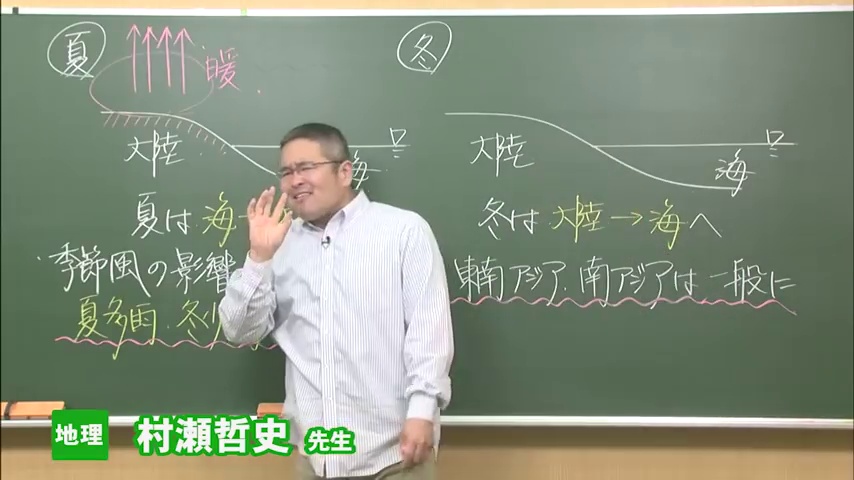 夏
暖
大陸
海
夏は 海
季節風の影響
夏多雨.冬
冬
大陸
海
冬は 大陸→海へ
東南アジア.南アジアは一般に
地理 村瀬哲史 先生